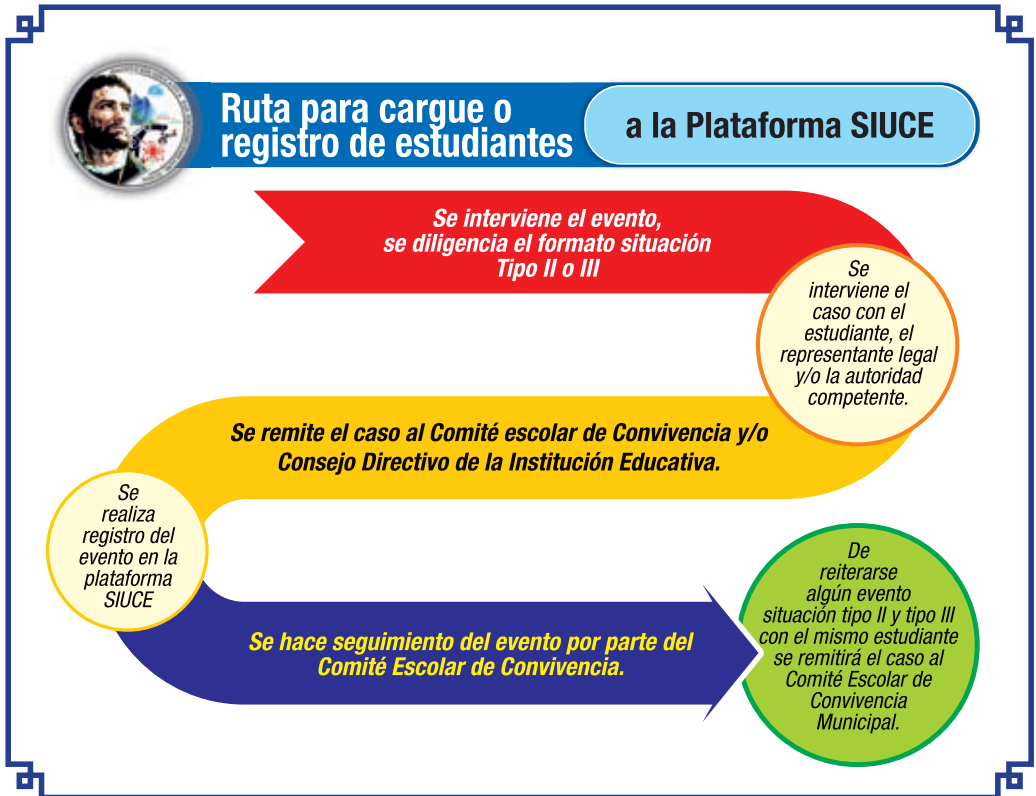 Ruta para cargue o
registro de estudiantes
a la Plataforma SIUCE
Se interviene el evento,
se diligencia el formato situación
Tipo II o III
Se
interviene el
caso con el
estudiante, el
representante legal
y/o la autoridad
competente.
Se remite el caso al Comité escolar de Convivencia y/o
Consejo Directivo de la Institución Educativa.
Se
realiza
registro del
evento en la
plataforma
SIUCE
Se hace seguimiento del evento por parte del
Comité Escolar de Convivencia.
De
reiterarse
algún evento
situación tipo II y tipo III
con el mismo estudiante
se remitirá el caso al
Comité Escolar de
Convivencia
Municipal.